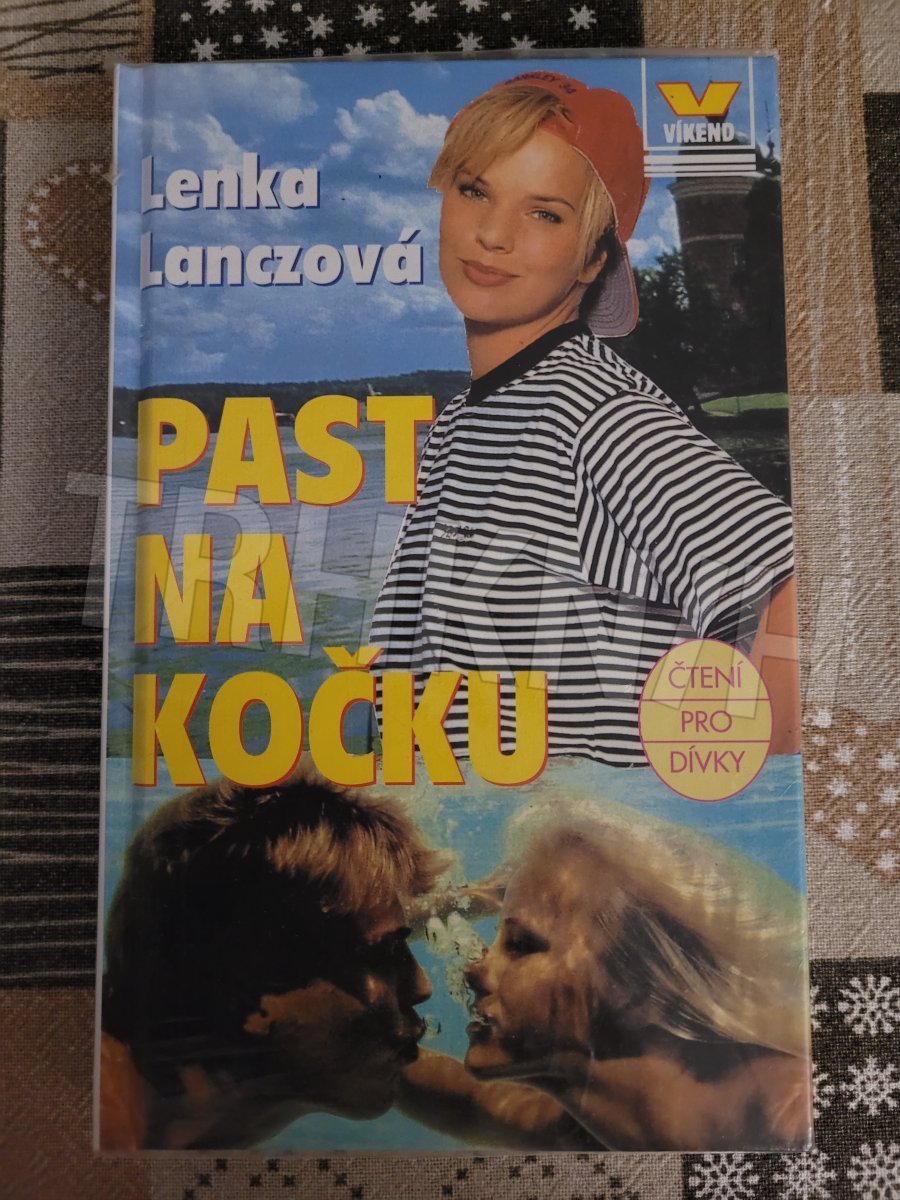 VÍKEND
Lenka
Lanczová
PAST
NA
KOČKU
ČTENÍ
PRO
DÍVKY